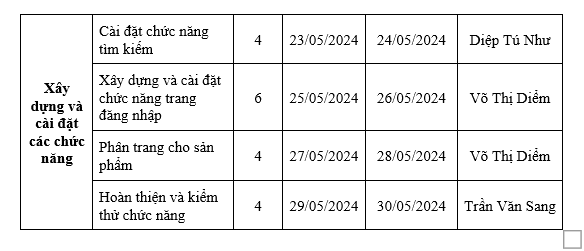 Xây
dựng và
cài đặt
các chức
năng
Cài đặt chức năng
tìm kiếm
4
23/05/2024
24/05/2024
Diệp Tú Như
Xây dựng và cài đặt
chức năng trang
đăng nhập
6
25/05/2024
26/05/2024
Võ Thị Diễm
Phân trang cho sản
phẩm
4
27/05/2024
28/05/2024
Võ Thị Diễm
Hoàn thiện và kiểm
thử chức năng
4
29/05/2024
30/05/2024
Trần Văn Sang